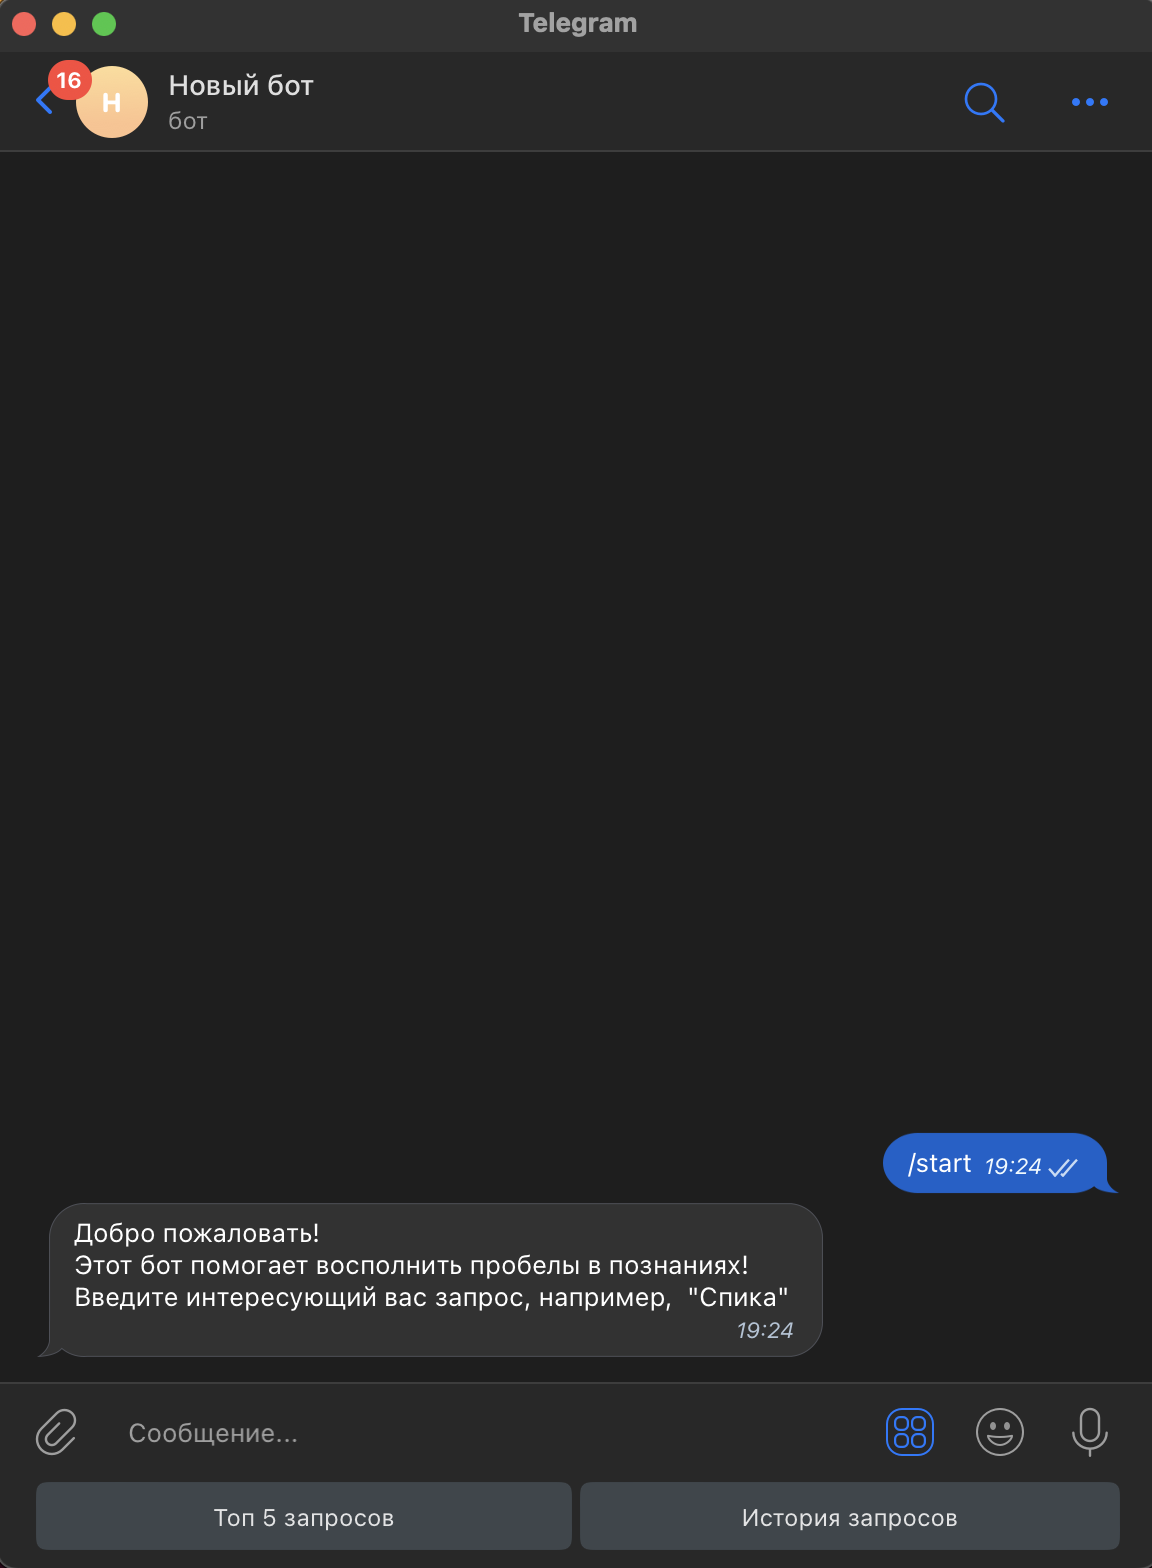 Telegram
16
Н
Новый бот
бот
/start 19:24
Добро пожаловать!
Этот бот помогает восполнить пробелы в познаниях!
Введите интересующий вас запрос, например,  "Спика"
19:24
Сообщение...
Топ 5 запросов
История запросов